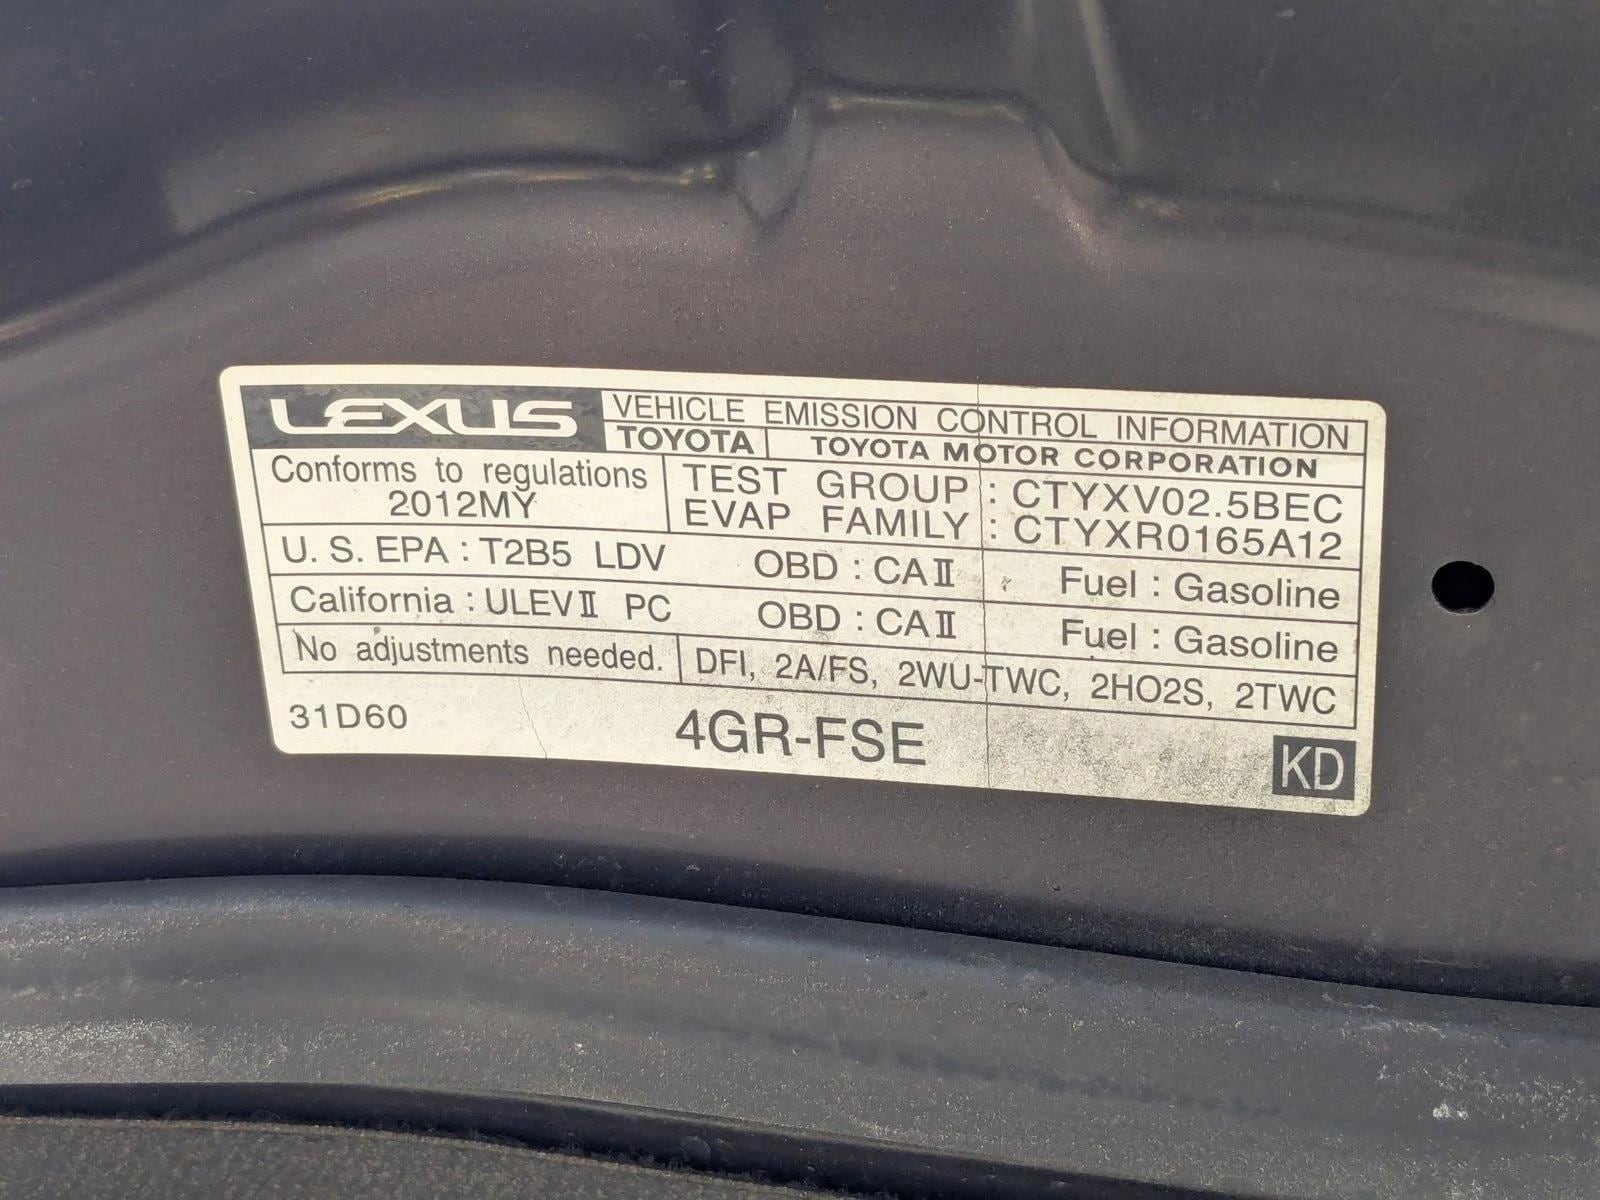 LEXUS VEHICLE EMISSION CONTROL INFORMATION
TOYOTA TOYOTA MOTOR CORPORATION
Conforms to regulations
2012MY
TEST GROUP : CTYXV02.5BEC
EVAP FAMILY : CTYXR0165A12
U. S. EPA : T2B5 LDV OBD : CAⅡ Fuel : Gasoline
California : ULEVⅡ PC OBD : CAⅡ Fuel : Gasoline
No adjustments needed. DFI, 2A/FS, 2WU-TWC, 2HO2S, 2TWC
31D60 4GR-FSE KD